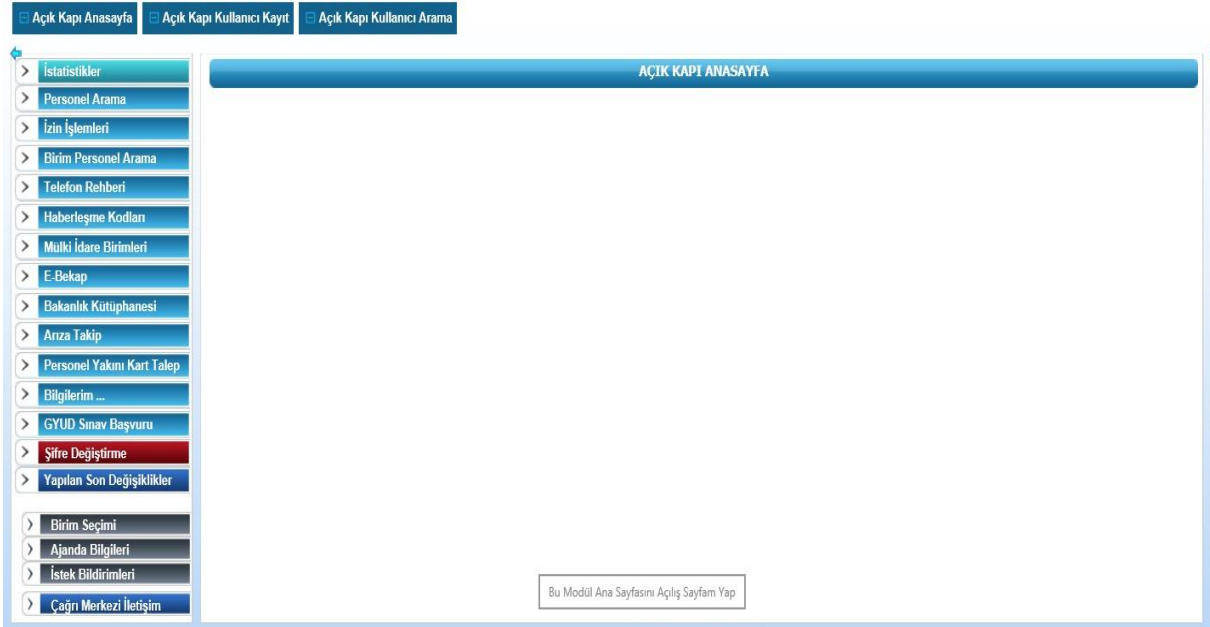 Açık Kapı Anasayfa
Açık Kapı Kullanıcı Kayıt
Açık Kapı Kullanıcı Arama
İstatistikler
Personel Arama
İzin İşlemleri
Birim Personel Arama
Telefon Rehberi
Haberleşme Kodları
Mülki İdare Birimleri
E-Bekap
Bakanlık Kütüphanesi
Arıza Takip
Personel Yakını Kart Talep
Bilgilerim ...
GYUD Sınav Başvuru
Şifre Değiştirme
Yapılan Son Değişiklikler
Birim Seçimi
Ajanda Bilgileri
İstek Bildirimleri
Çağrı Merkezi İletişim
AÇIK KAPI ANASAYFA
Bu Modül Ana Sayfasını Açılış Sayfam Yap